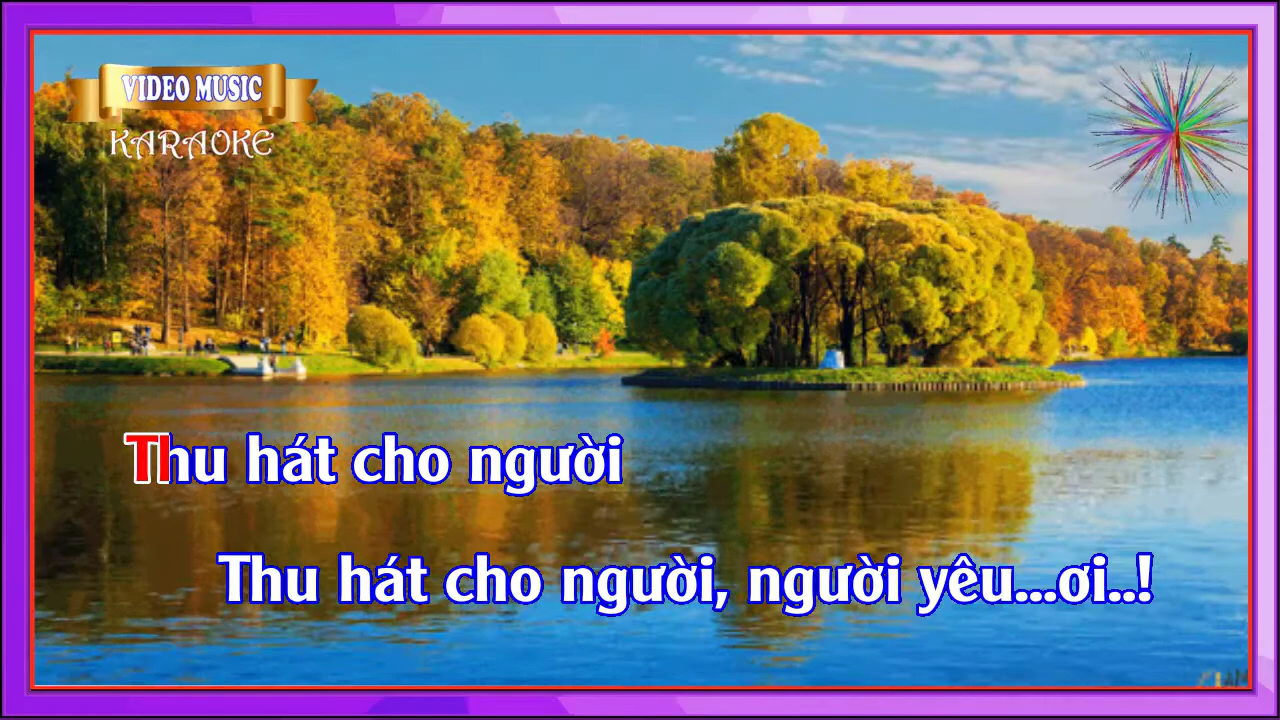 VIDEO MUSIC
KARAOKE
Thu hát cho người
Thu hát cho người, người yêu...ơi..!